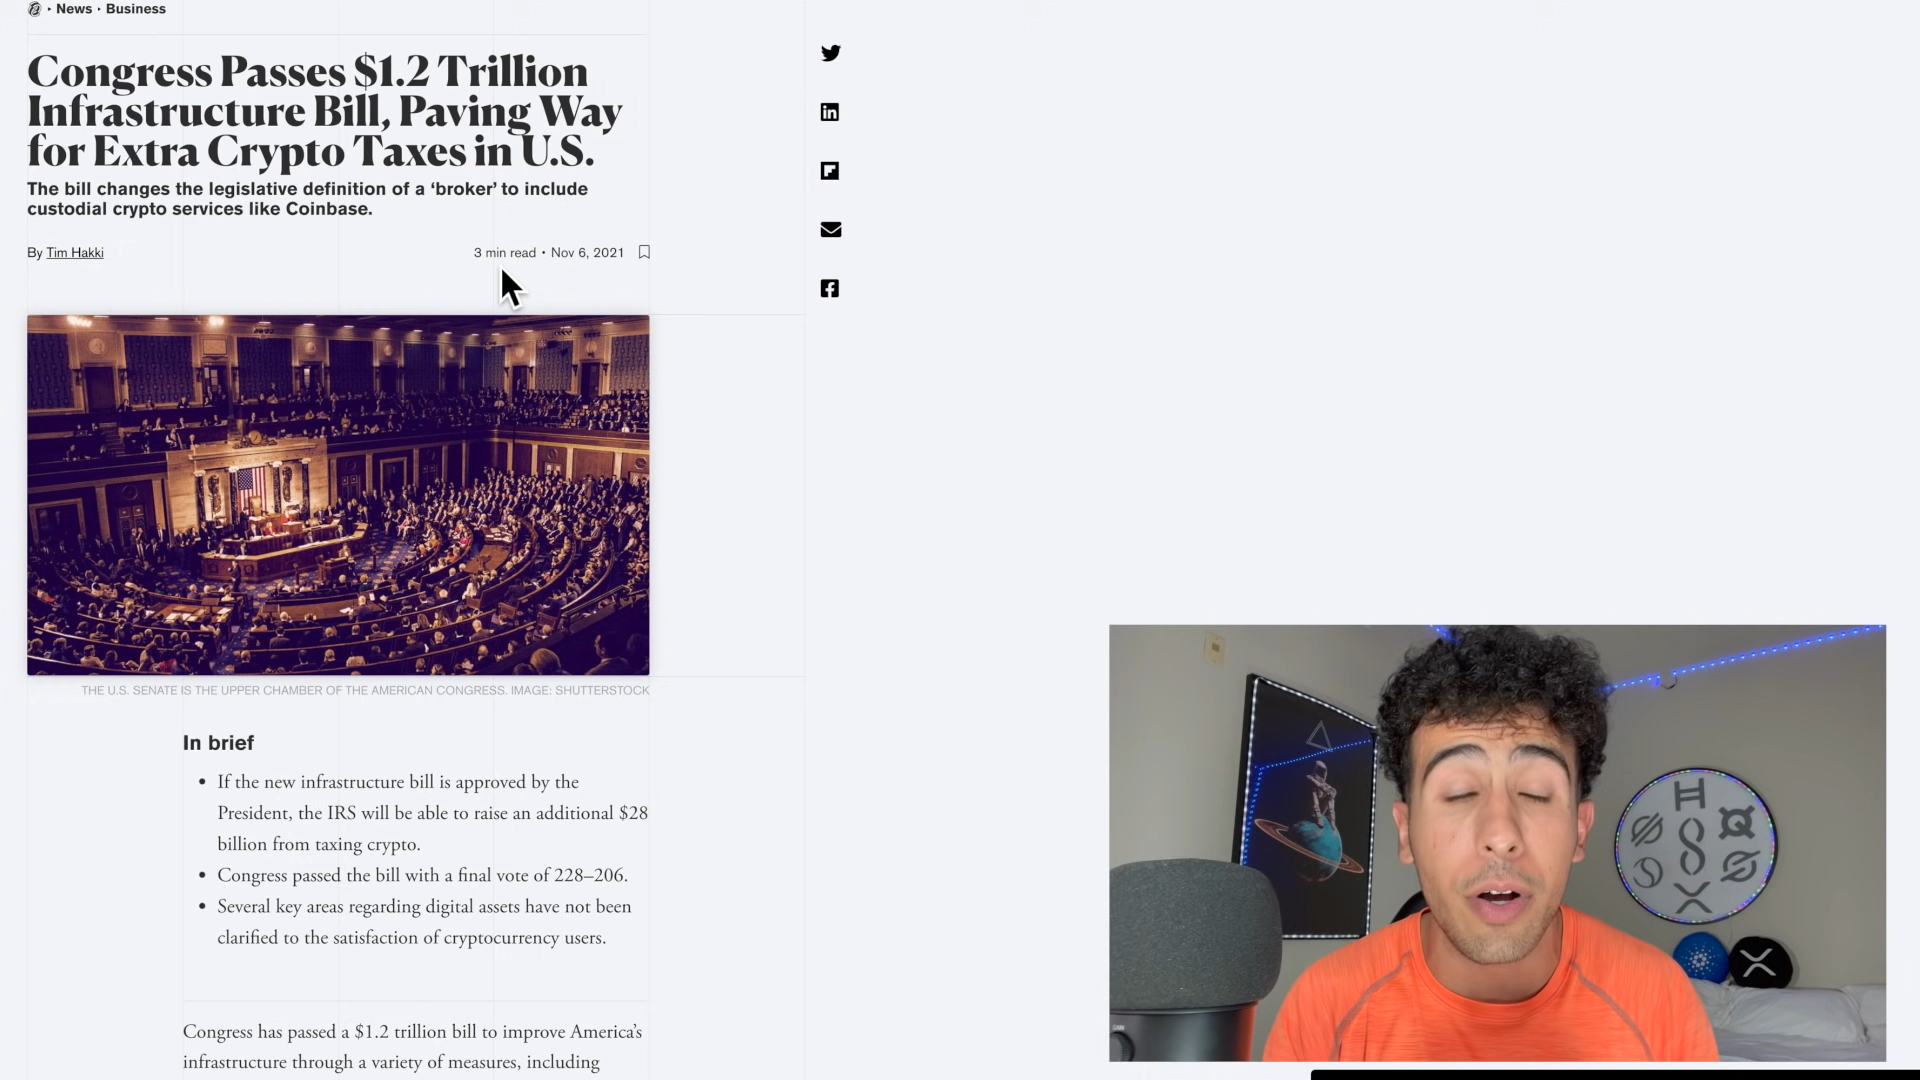 · News · Business
Congress Passes $1.2 Trillion
Infrastructure Bill, Paving Way
for Extra Crypto Taxes in U.S.
The bill changes the legislative definition of a ‘broker’ to include
custodial crypto services like Coinbase.
By Tim Hakki
3 min read • Nov 6, 2021
THE U.S. SENATE IS THE UPPER CHAMBER OF THE AMERICAN CONGRESS. IMAGE: SHUTTERSTOCK
In brief
• If the new infrastructure bill is approved by the
President, the IRS will be able to raise an additional $28
billion from taxing crypto.
• Congress passed the bill with a final vote of 228–206.
• Several key areas regarding digital assets have not been
clarified to the satisfaction of cryptocurrency users.
Congress has passed a $1.2 trillion bill to improve America’s
infrastructure through a variety of measures, including